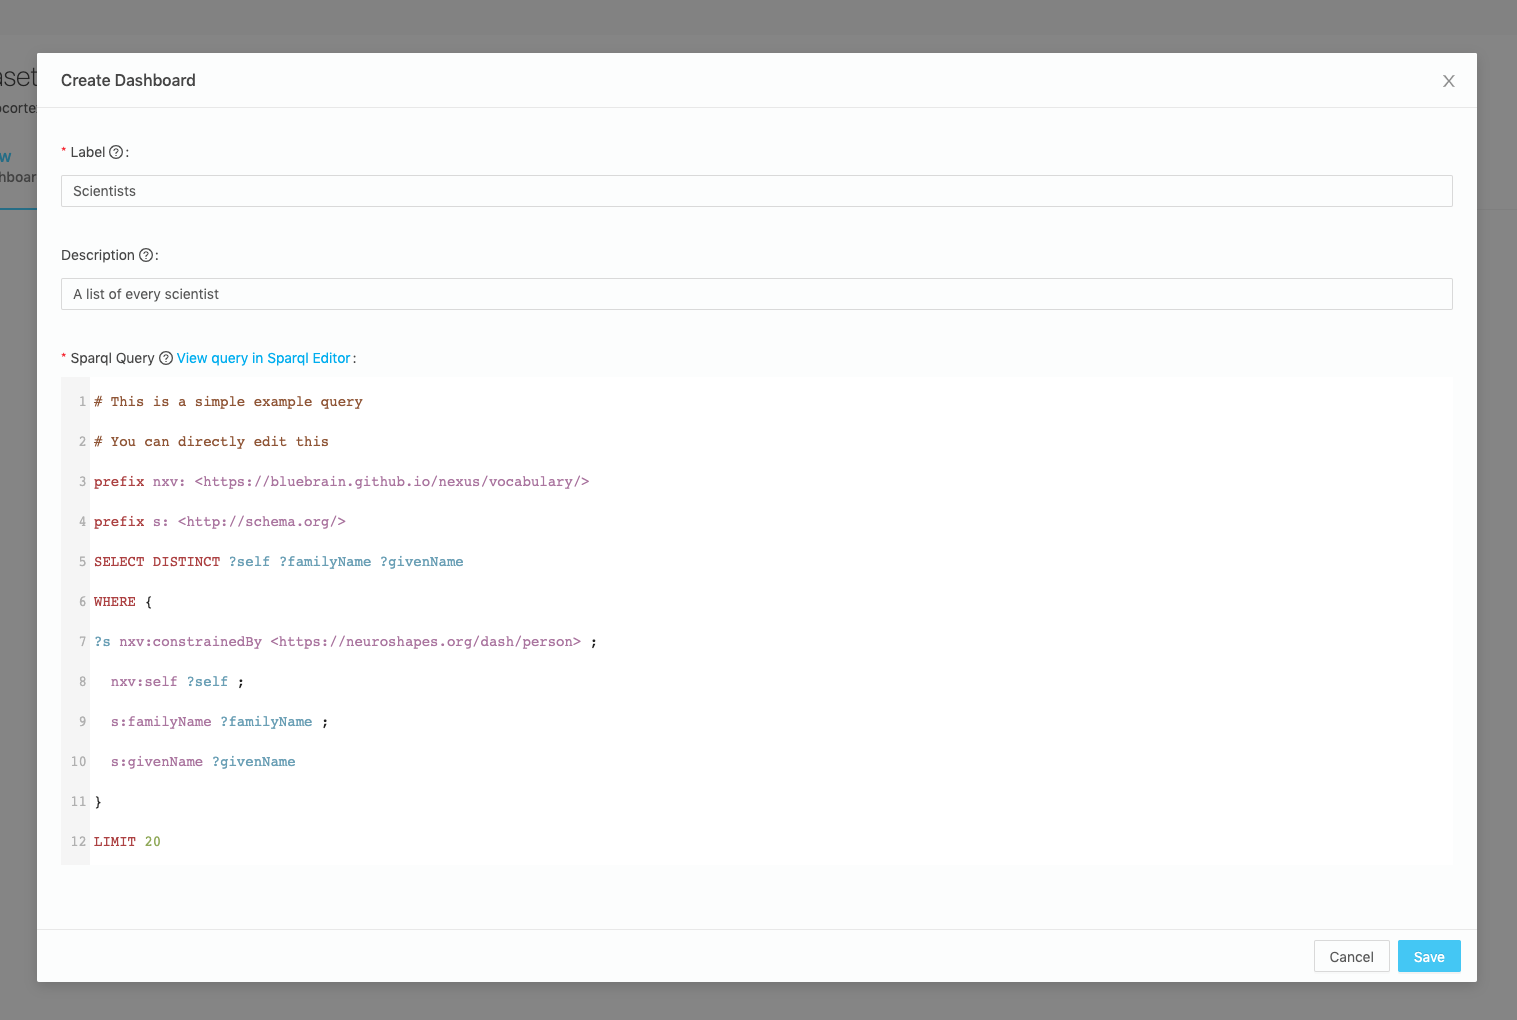 Create Dashboard
* Label ? :
Scientists
Description ? :
A list of every scientist
* Sparql Query ? View query in Sparql Editor :
1 # This is a simple example query
2 # You can directly edit this
3 prefix nxv: <https://bluebrain.github.io/nexus/vocabulary/>
4 prefix s: <http://schema.org/>
5 SELECT DISTINCT ?self ?familyName ?givenName
6 WHERE {
7 ?s nxv:constrainedBy <https://neuroshapes.org/dash/person> ;
8   nxv:self ?self ;
9   s:familyName ?familyName ;
10   s:givenName ?givenName
11 }
12 LIMIT 20
Cancel Save